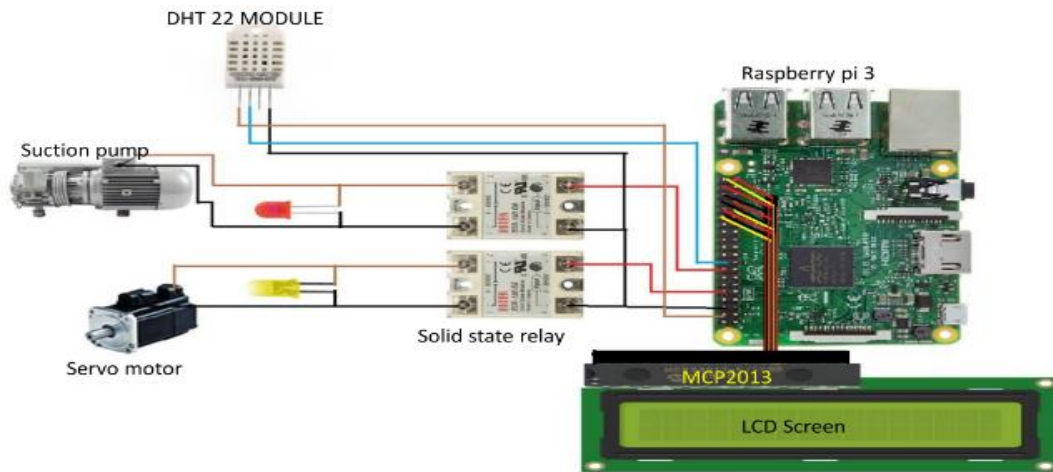 DHT 22 MODULE
Raspberry pi 3
Suction pump
Solid state relay
Servo motor
MCP2013
LCD Screen